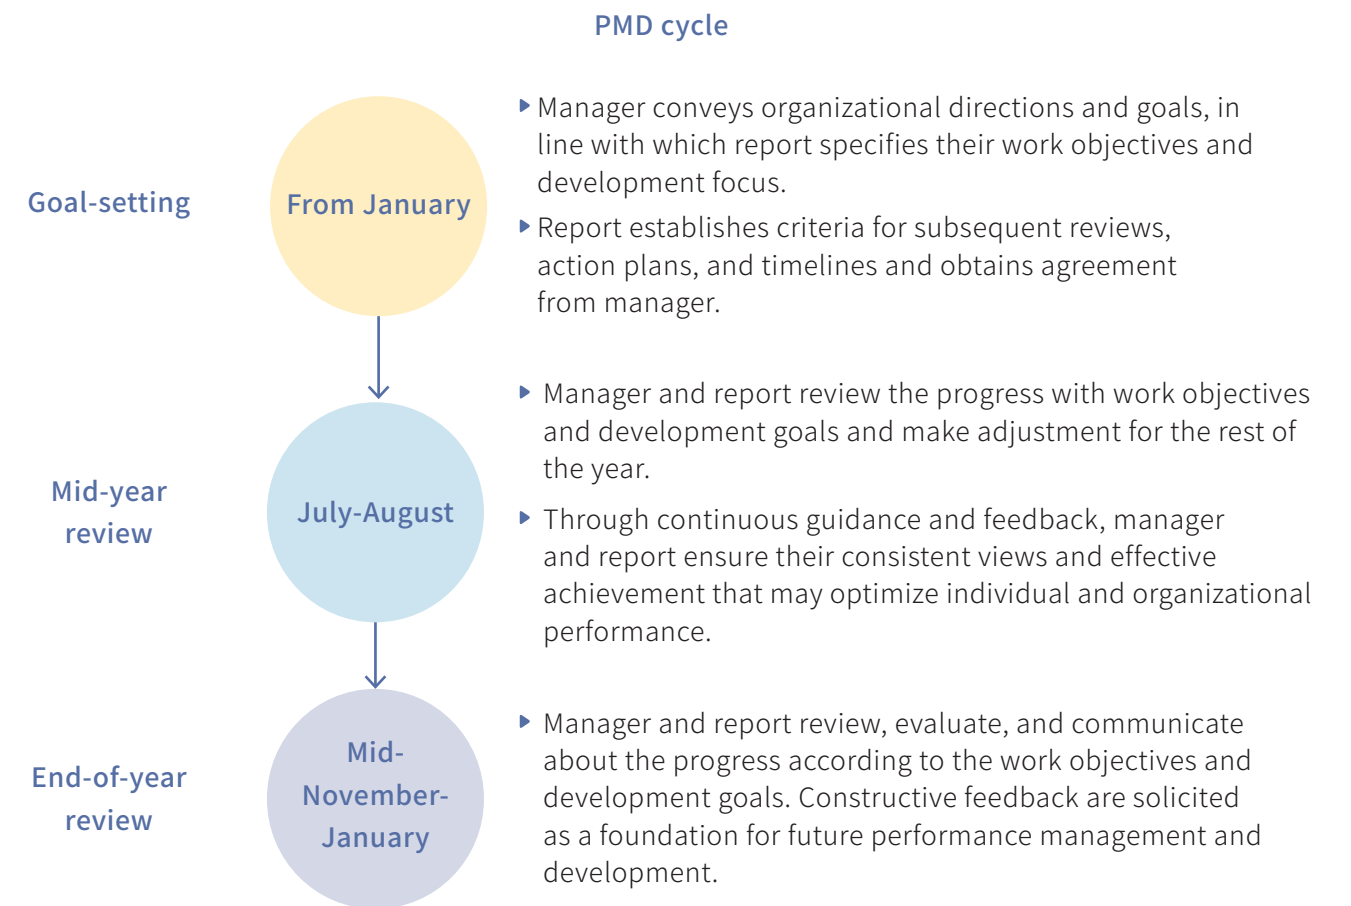 PMD cycle
Goal-setting
From January
Manager conveys organizational directions and goals, in
line with which report specifies their work objectives and
development focus.
Report establishes criteria for subsequent reviews,
action plans, and timelines and obtains agreement
from manager.
Mid-year
review
July-August
Manager and report review the progress with work objectives
and development goals and make adjustment for the rest of
the year.
Through continuous guidance and feedback, manager
and report ensure their consistent views and effective
achievement that may optimize individual and organizational
performance.
End-of-year
review
Mid-
November-
January
Manager and report review, evaluate, and communicate
about the progress according to the work objectives and
development goals. Constructive feedback are solicited
as a foundation for future performance management and
development.